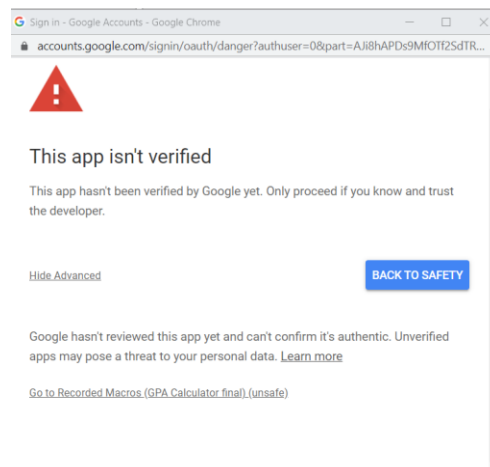 G Sign in - Google Accounts - Google Chrome
accounts.google.com/signin/oauth/danger?authuser=0&part=AJi8hAPDs9MfOTf2SdTR...
This app isn't verified
This app hasn't been verified by Google yet. Only proceed if you know and trust
the developer.
Hide Advanced
BACK TO SAFETY
Google hasn't reviewed this app yet and can't confirm it's authentic. Unverified
apps may pose a threat to your personal data. Learn more
Go to Recorded Macros (GPA Calculator final) (unsafe)